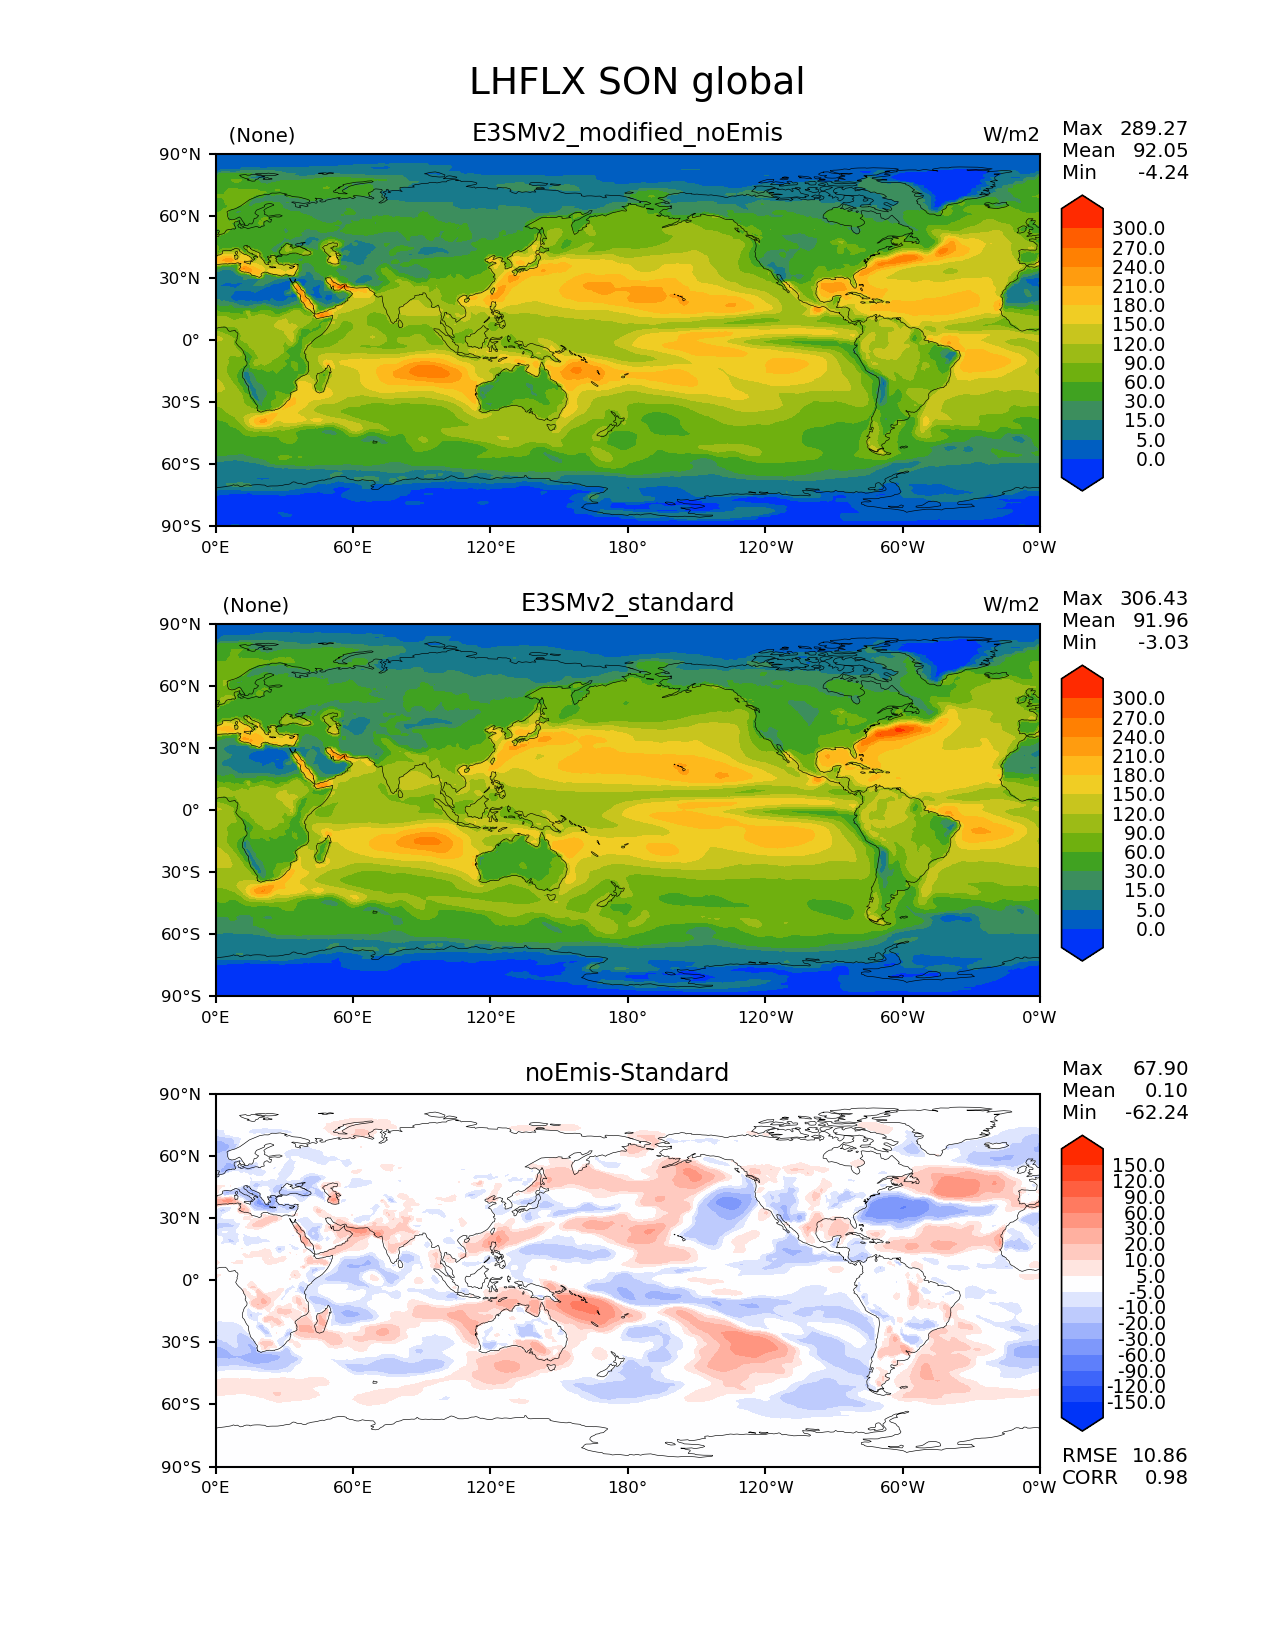 LHFLX SON global
(None) E3SMv2_modified_noEmis W/m2
Max 289.27
Mean 92.05
Min -4.24
90°N
60°N
30°N
0°
30°S
60°S
90°S
0°E 60°E 120°E 180° 120°W 60°W 0°W
300.0
270.0
240.0
210.0
180.0
150.0
120.0
90.0
60.0
30.0
15.0
5.0
0.0
(None) E3SMv2_standard W/m2
Max 306.43
Mean 91.96
Min -3.03
90°N
60°N
30°N
0°
30°S
60°S
90°S
0°E 60°E 120°E 180° 120°W 60°W 0°W
300.0
270.0
240.0
210.0
180.0
150.0
120.0
90.0
60.0
30.0
15.0
5.0
0.0
noEmis-Standard
Max 67.90
Mean 0.10
Min -62.24
90°N
60°N
30°N
0°
30°S
60°S
90°S
0°E 60°E 120°E 180° 120°W 60°W 0°W
150.0
120.0
90.0
60.0
30.0
20.0
10.0
5.0
-5.0
-10.0
-20.0
-30.0
-60.0
-90.0
-120.0
-150.0
RMSE 10.86
CORR 0.98